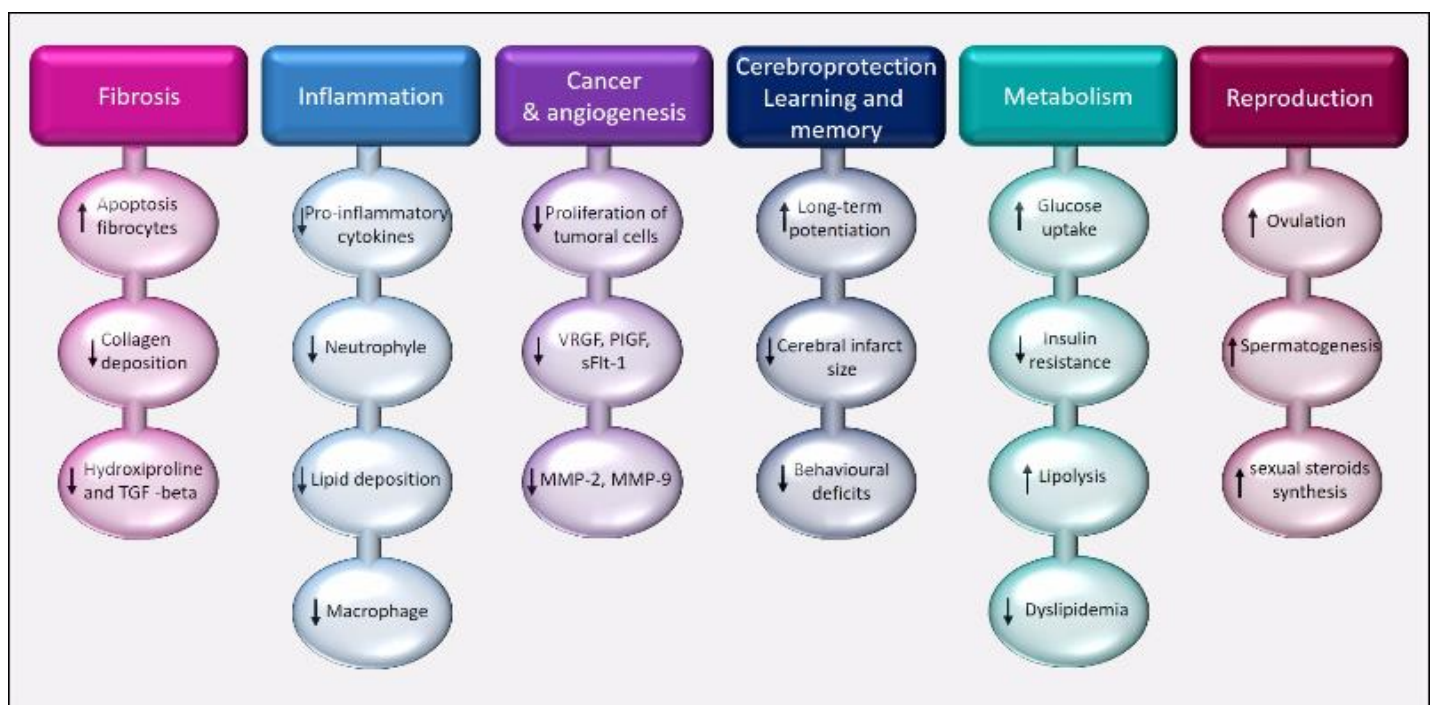 Fibrosis
↑ Apoptosis
fibrocytes
↓ Collagen
deposition
↓ Hydroxiproline
and TGF -beta
Inflammation
↓ Pro-inflammatory
cytokines
↓ Neutrophyle
↓ Lipid deposition
↓ Macrophage
Cancer
& angiogenesis
↓ Proliferation of
tumoral cells
↓ VRGF, PIGF,
sFlt-1
↓ MMP-2, MMP-9
Cerebroprotection
Learning and
memory
↑ Long-term
potentiation
↓ Cerebral infarct
size
↓ Behavioural
deficits
Metabolism
↑ Glucose
uptake
↓ Insulin
resistance
↑ Lipolysis
↓ Dyslipidemia
Reproduction
↑ Ovulation
↑ Spermatogenesis
↑ sexual steroids
synthesis